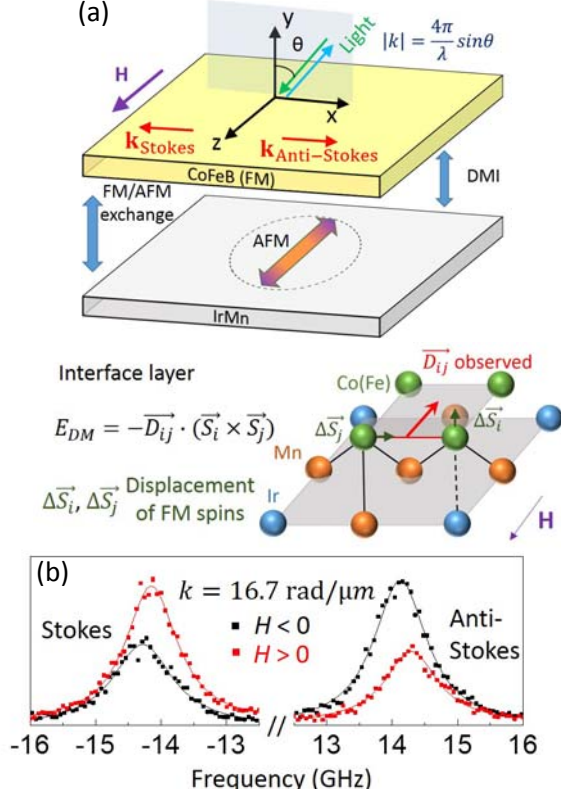 (a)
y
θ
Light
|k| = 4π/λ sinθ
H
x
z
k_Stokes
k_Anti−Stokes
CoFeB (FM)
FM/AFM
exchange
DMI
AFM
IrMn
Interface layer
D_ij observed
Co(Fe)
E_DM = −D_ij · (S_i × S_j)
ΔS_j
ΔS_i
Mn
ΔS_i, ΔS_j Displacement
of FM spins
Ir
H
(b)
k = 16.7 rad/μm
Stokes
Anti-
Stokes
H < 0
H > 0
-16 -15 -14 -13 // 13 14 15 16
Frequency (GHz)